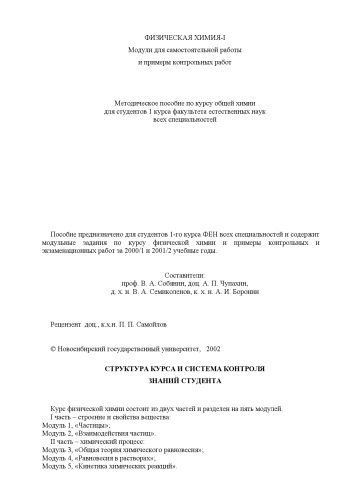 ФИЗИЧЕСКАЯ ХИМИЯ-I
Модули для самостоятельной работы
и примеры контрольных работ
Методическое пособие по курсу общей химии
для студентов 1 курса факультета естественных наук
всех специальностей
Пособие предназначено для студентов 1-го курса ФЕН всех специальностей и содержит
модульные задания по курсу физической химии и примеры контрольных и
экзаменационных работ за 2000/1 и 2001/2 учебные годы.
Составители:
проф. В. А. Собянин, доц. А. П. Чупахин,
д. х. н. В. А. Семиколенов, к. х. н. А. И. Боронин
Рецензент доц., к.х.н. П. П. Самойлов
© Новосибирский государственный университет, 2002
СТРУКТУРА КУРСА И СИСТЕМА КОНТРОЛЯ
ЗНАНИЙ СТУДЕНТА
Курс физической химии состоит из двух частей и разделен на пять модулей.
I часть – строение и свойства вещества:
Модуль 1, «Частицы»;
Модуль 2, «Взаимодействия частиц».
II часть – химический процесс:
Модуль 3, «Общая теория химического равновесия»;
Модуль 4, «Равновесия в растворах»;
Модуль 5, «Кинетика химических реакций».